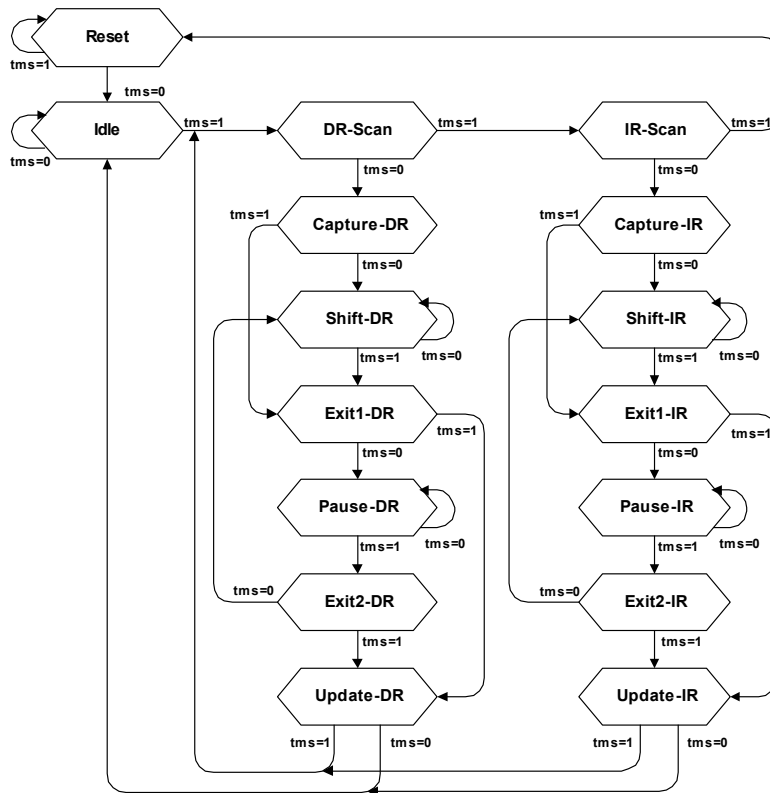 Reset
tms=1
tms=0
Idle
tms=1
DR-Scan
tms=1
IR-Scan
tms=1
tms=0
tms=0
tms=0
tms=1
Capture-DR
tms=1
Capture-IR
tms=0
tms=0
Shift-DR
Shift-IR
tms=1
tms=0
tms=1
tms=0
Exit1-DR
tms=1
Exit1-IR
tms=1
tms=0
tms=0
Pause-DR
Pause-IR
tms=1
tms=0
tms=1
tms=0
tms=0
Exit2-DR
tms=0
Exit2-IR
tms=1
tms=1
Update-DR
Update-IR
tms=1
tms=0
tms=1
tms=0